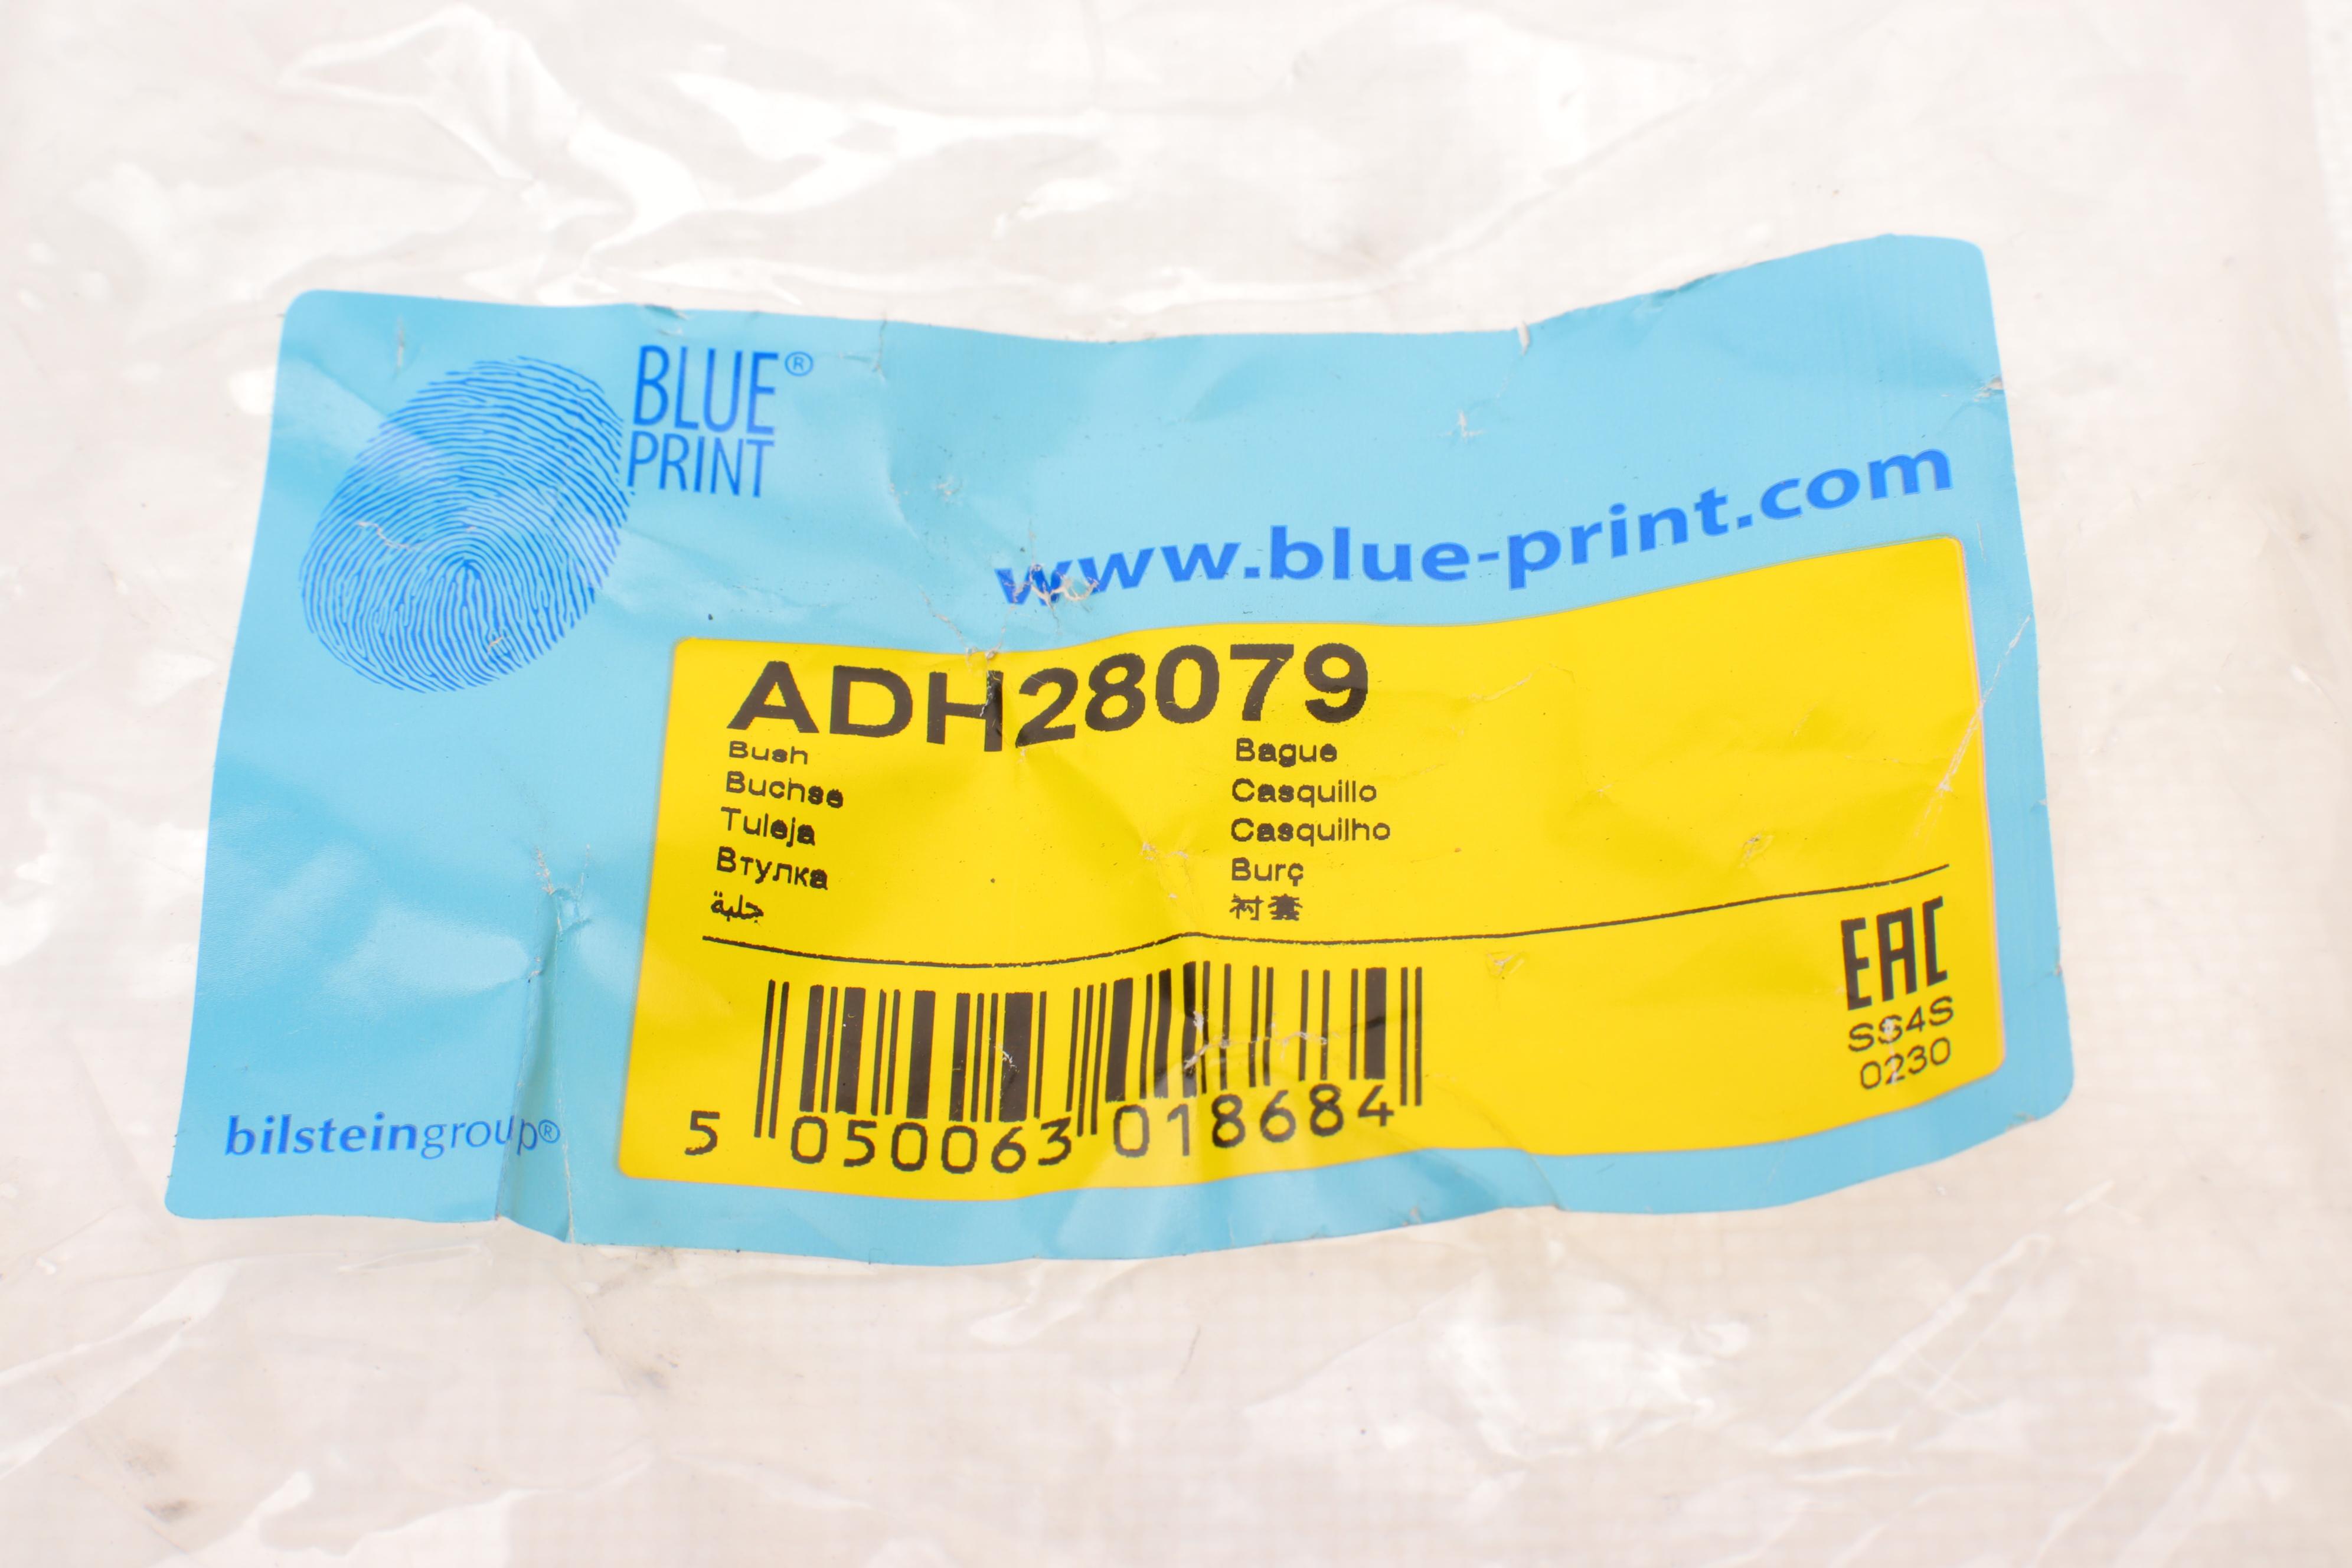 BLUE®
PRINT
www.blue-print.com
ADH28079
Bush
Buchse
Tuleja
Втулка
جلبة
Bague
Casquillo
Casquilho
Burç
衬套
EAC
SS4S
0230
5 050063 018684
bilsteingroup®